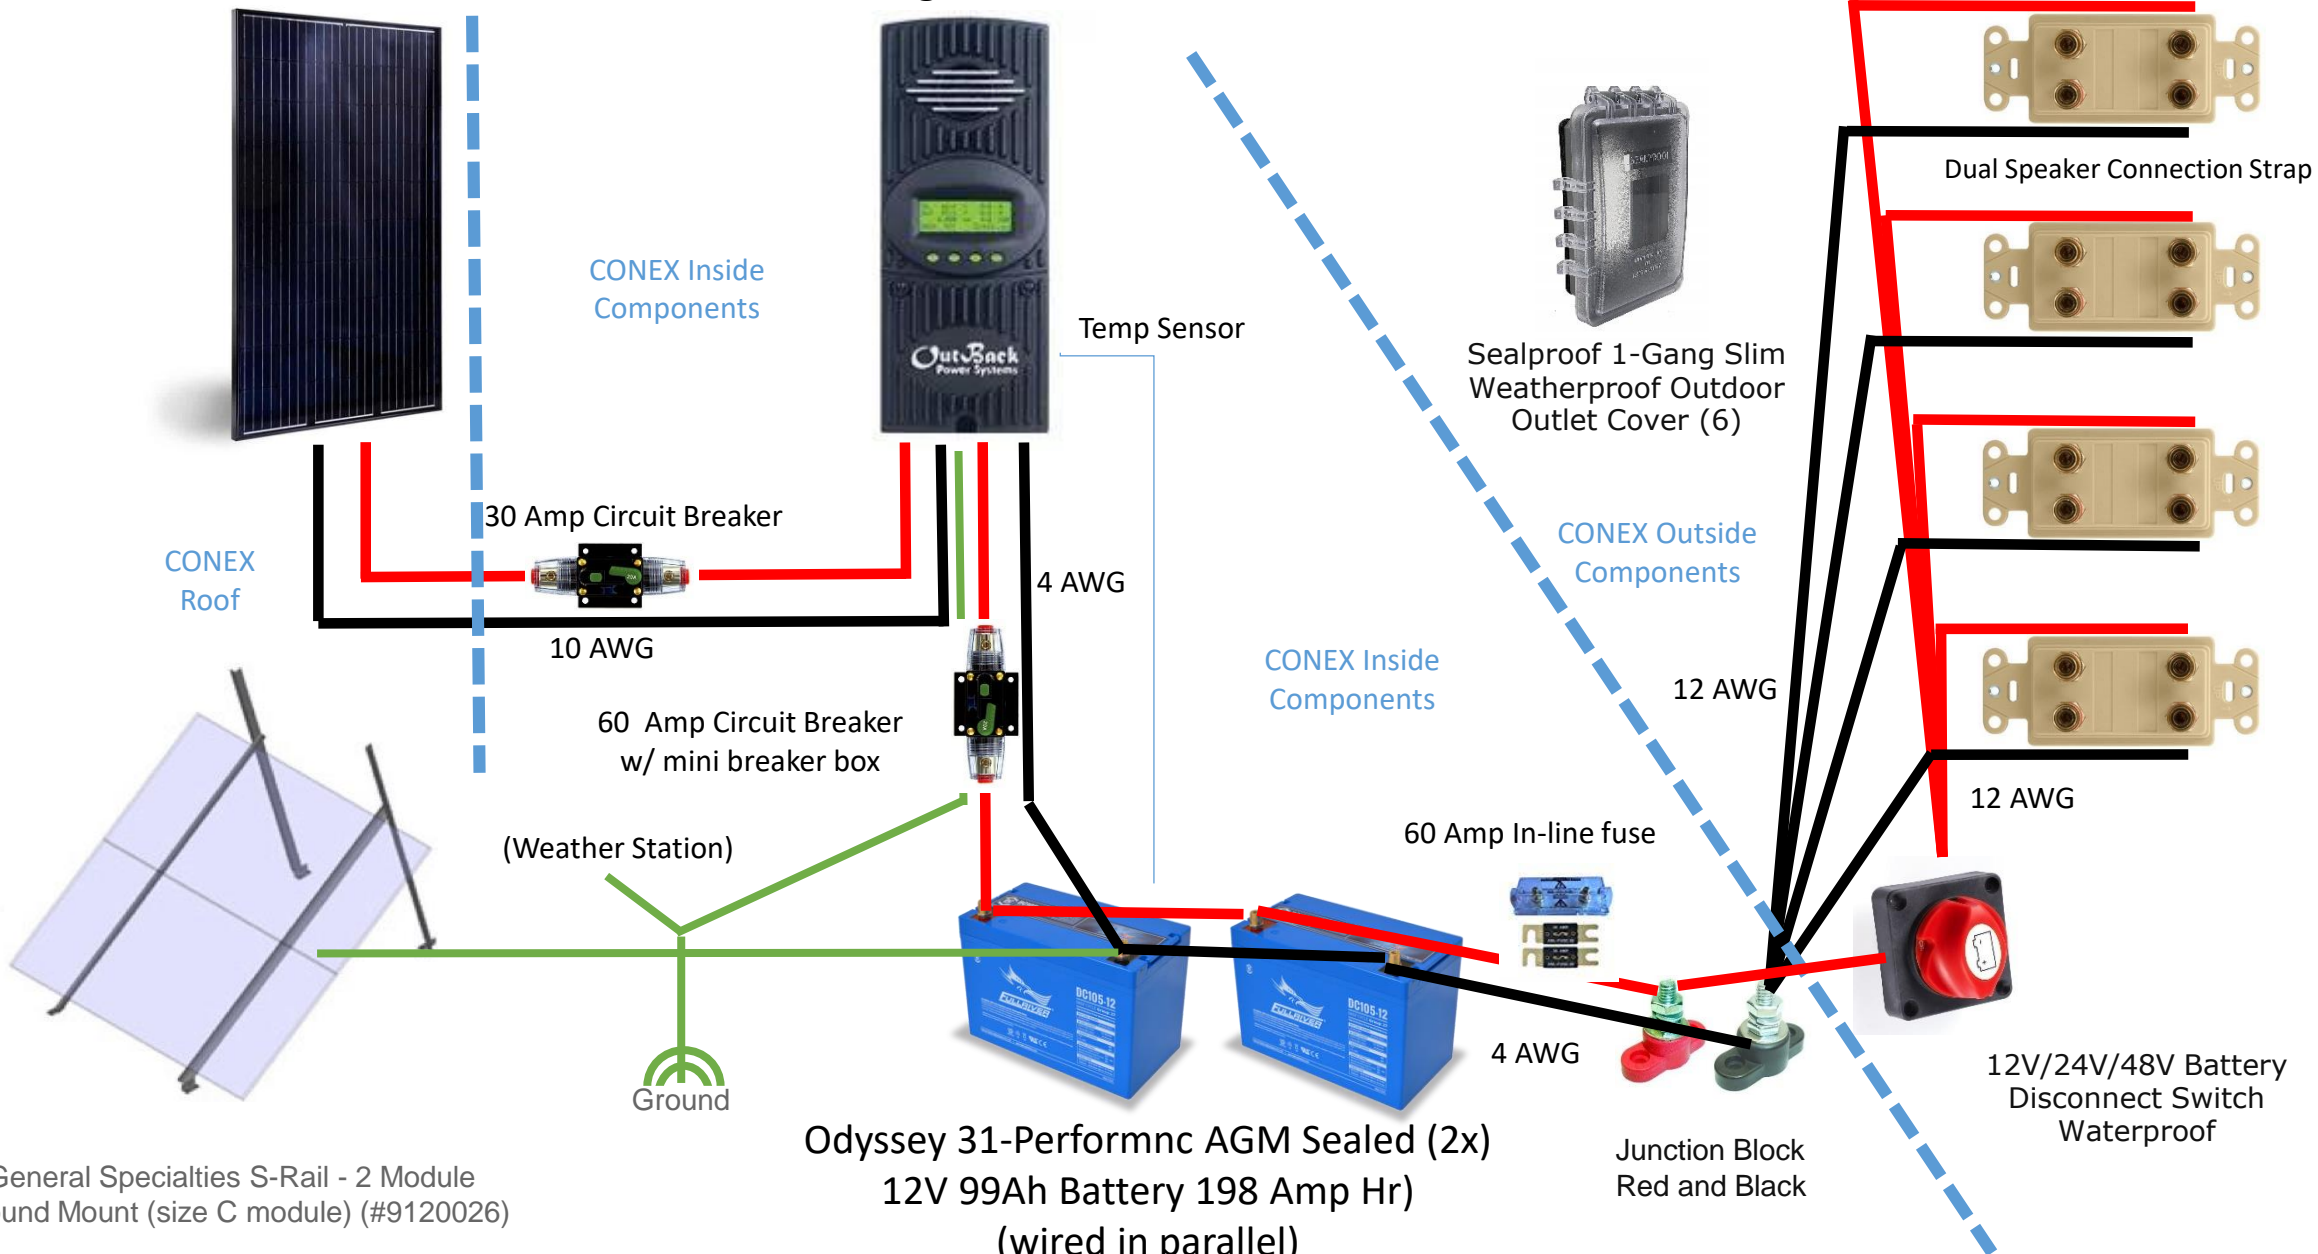 CONEX Inside
Components
OutBack
Power Systems
Temp Sensor
Sealproof 1-Gang Slim
Weatherproof Outdoor
Outlet Cover (6)
Dual Speaker Connection Strap
30 Amp Circuit Breaker
CONEX
Roof
10 AWG
4 AWG
CONEX Outside
Components
60 Amp Circuit Breaker
w/ mini breaker box
CONEX Inside
Components
12 AWG
12 AWG
(Weather Station)
60 Amp In-line fuse
FULLRIVER
DC105-12
FULLRIVER
DC105-12
4 AWG
Ground
12V/24V/48V Battery
Disconnect Switch
Waterproof
Odyssey 31-Performnc AGM Sealed (2x)
12V 99Ah Battery 198 Amp Hr)
(wired in parallel)
Junction Block
Red and Black
General Specialties S-Rail - 2 Module
und Mount (size C module) (#9120026)